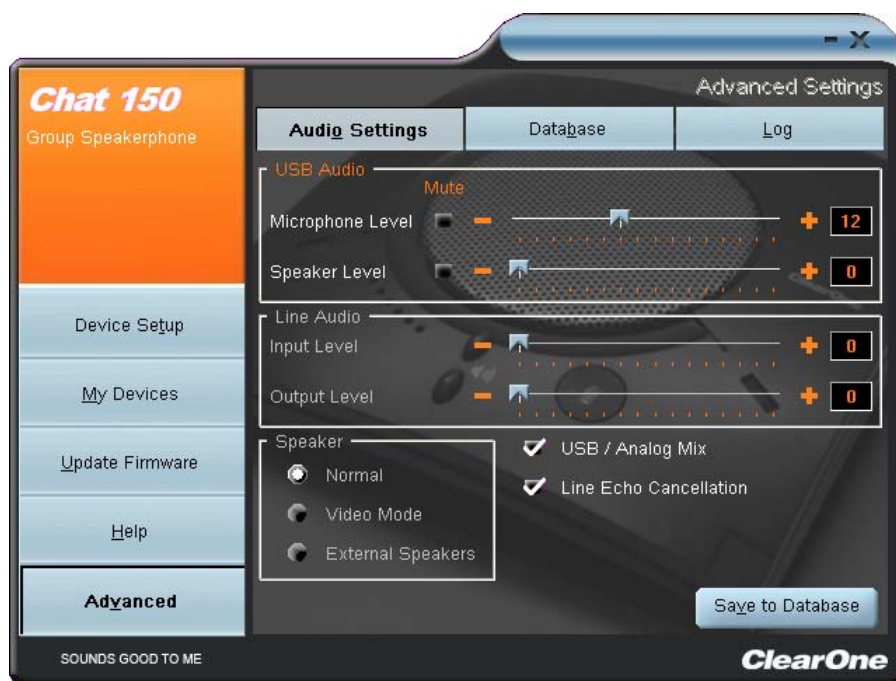 Chat 150
Group Speakerphone
Device Setup
My Devices
Update Firmware
Help
Advanced
SOUNDS GOOD TO ME
Advanced Settings
Audio Settings
Database
Log
USB Audio
Mute
Microphone Level
12
Speaker Level
0
Line Audio
Input Level
0
Output Level
0
Speaker
Normal
Video Mode
External Speakers
USB / Analog Mix
Line Echo Cancellation
Save to Database
ClearOne